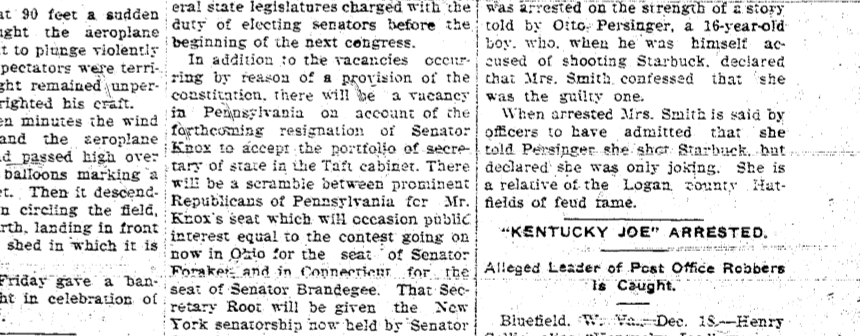 at 90 feet a sudden
ught the aeroplane
t to plunge violently
pectators were terri-
ght remained unper-
righted his craft.
en minutes the wind
and the aeroplane
d passed high over
balloons marking a
et. Then it descend-
n circling the field,
rth, landing in front
shed in which it is
Friday gave a ban-
ht in celebration of
eral state legislatures charged with the
duty of electing senators before the
beginning of the next congress.
In addition to the vacancies occur-
ring by reason of a provision of the
constitution, there will be a vacancy
in Pennsylvania on account of the
forthcoming resignation of Senator
Knox to accept the portfolio of secre-
tary of state in the Taft cabinet. There
will be a scramble between prominent
Republicans of Pennsylvania for Mr.
Knox's seat which will occasion public
interest equal to the contest going on
now in Ohio for the seat of Senator
Foraker and in Connecticut for the
seat of Senator Brandegee. That Sec-
retary Root will be given the New
York senatorship now held by Senator
was arrested on the strength of a story
told by Otto Persinger, a 16-year-old
boy, who, when he was himself ac-
cused of shooting Starbuck, declared
that Mrs. Smith confessed that she
was the guilty one.
When arrested Mrs. Smith is said by
officers to have admitted that she
told Persinger she shot Starbuck, but
declared she was only joking. She is
a relative of the Logan county Hat-
fields of feud fame.
"KENTUCKY JOE" ARRESTED.
Alleged Leader of Post Office Robbers
Is Caught.
Bluefield, W. Va., Dec. 18.—Henry